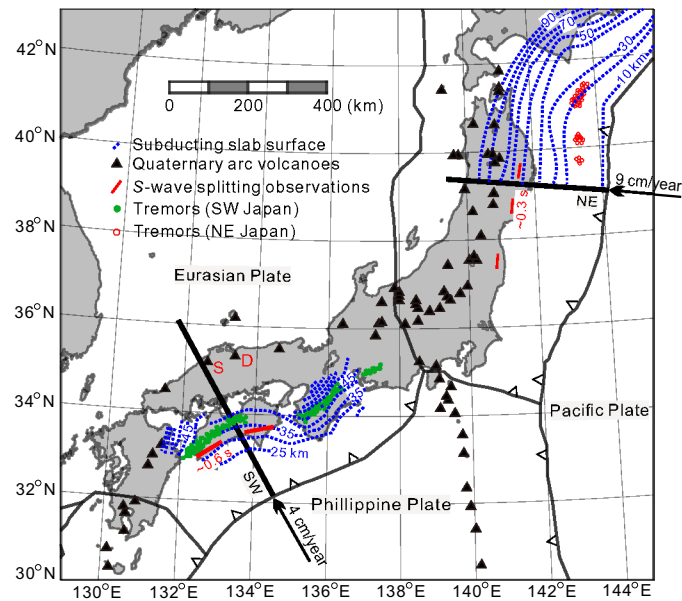 42°N
40°N
38°N
36°N
34°N
32°N
30°N
130°E
132°E
134°E
136°E
138°E
140°E
142°E
144°E
0 200 400 (km)
Subducting slab surface
Quaternary arc volcanoes
S-wave splitting observations
Tremors (SW Japan)
Tremors (NE Japan)
90
70
50
30
10 km
9 cm/year
NE
~0.3 s
Eurasian Plate
S D
45
35
45
35
25 km
~0.6 s
SW
4 cm/year
Pacific Plate
Phillippine Plate